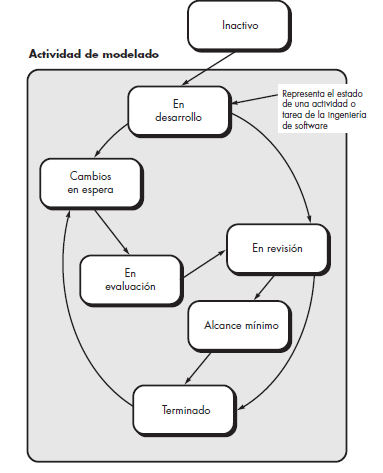 Inactivo
Actividad de modelado
En
desarrollo
Representa el estado
de una actividad o
tarea de la ingeniería
de software
Cambios
en espera
En revisión
En
evaluación
Alcance mínimo
Terminado